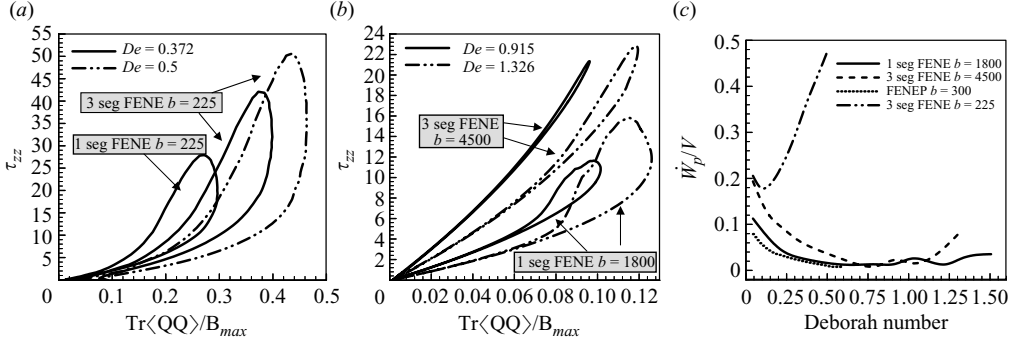 (a)
De = 0.372
De = 0.5
3 seg FENE b = 225
1 seg FENE b = 225
τzz
55
50
45
40
35
30
25
20
15
10
5
0
0.1
0.2
0.3
0.4
0.5
Tr⟨QQ⟩/Bmax
(b)
De = 0.915
De = 1.326
3 seg FENE
b = 4500
1 seg FENE b = 1800
τzz
24
22
20
18
16
14
12
10
8
6
4
2
0
0.02
0.04
0.06
0.08
0.10
0.12
Tr⟨QQ⟩/Bmax
(c)
1 seg FENE b = 1800
3 seg FENE b = 4500
FENEP b = 300
3 seg FENE b = 225
Ẇp/V
0.5
0.4
0.3
0.2
0.1
0
0
0.25
0.50
0.75
1.00
1.25
1.50
Deborah number